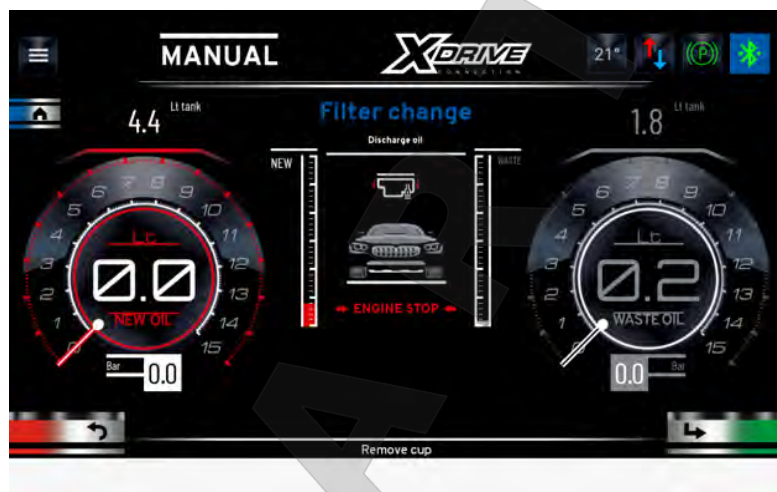 MANUAL
XDRIVE
CONNECTION
21°
(P)
4.4 Lt tank
Filter change
1.8 Lt tank
Discharge oil
NEW
WASTE
0 1 2 3 4 5 6 7 8 9 10 11 12 13 14 15
Lt
0.0
NEW OIL
Bar
0.0
ENGINE STOP
0 1 2 3 4 5 6 7 8 9 10 11 12 13 14 15
Lt
0.2
WASTE OIL
0.0
Bar
Remove cup